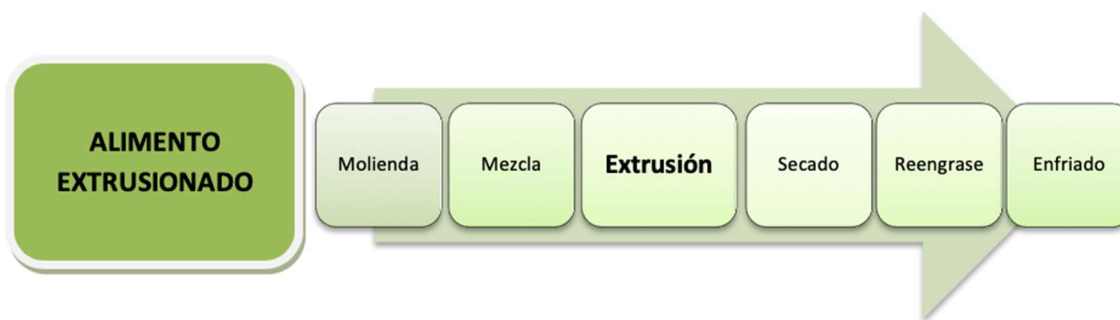 ALIMENTO
EXTRUSIONADO
Molienda
Mezcla
Extrusión
Secado
Reengrase
Enfriado